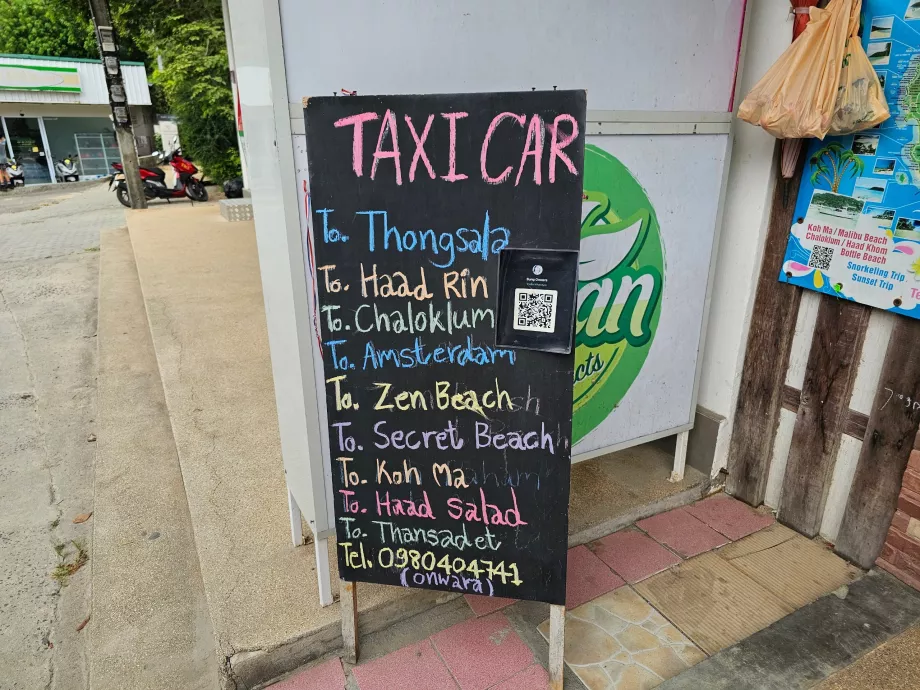 TAXI CAR
To. Thongsala
To. Haad Rin
To. Chaloklum
To. Amsterdam
To. Zen Beach
To. Secret Beach
To. Koh Ma
To. Haad Salad
To. Thansadet
Tel. 0980404741
(onwara)
an
cts
Koh Ma / Malibu Beach
Chaloklum / Haad Khom
Bottle Beach
Snorkeling Trip
Sunset Trip